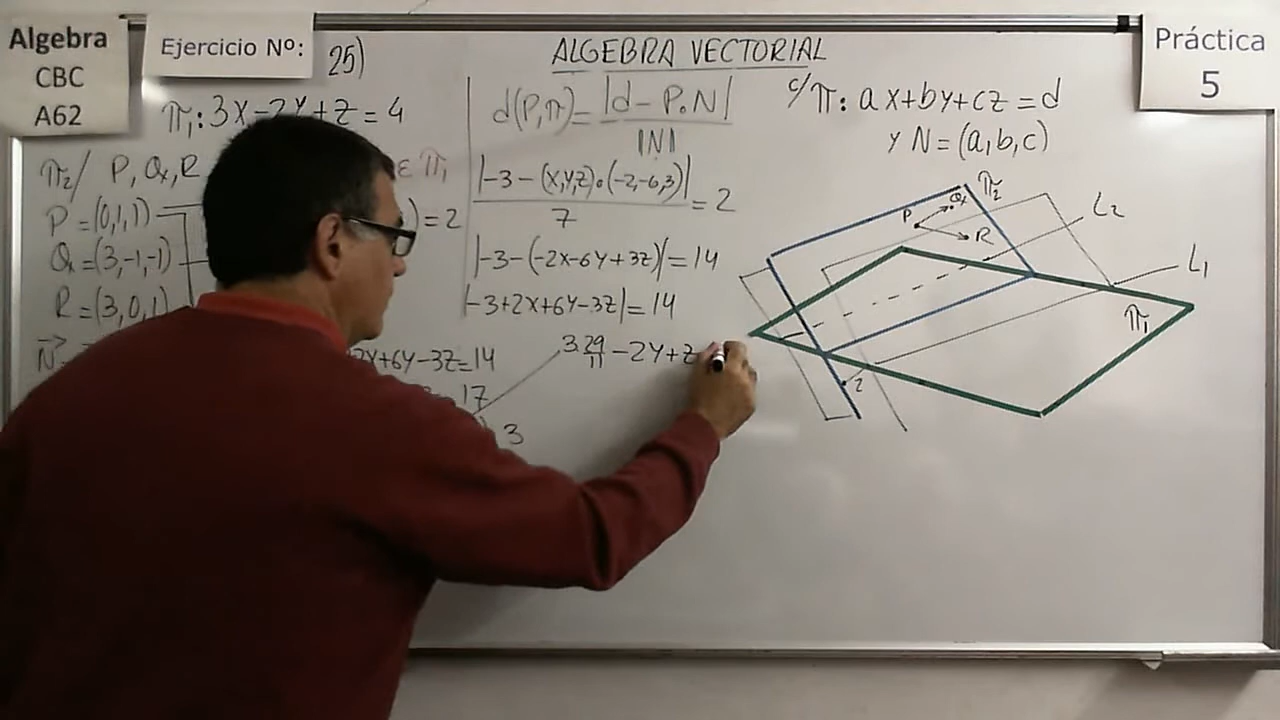 Algebra
CBC
A62
Ejercicio Nº: 25)
ALGEBRA VECTORIAL
Práctica
5
π₁: 3X-2Y+Z=4
π₂/ P, Q, R
∈ π₁
P=(0,1,1)
)=2
Q=(3,-1,-1)
R=(3,0,1)
N
2Y+6Y-3Z=14
17
3
d(P,π)= |d-P·N| / |N|
c/π: ax+by+cz=d
y N=(a,b,c)
|-3-(X,Y,Z)·(-2,-6,3)| / 7 = 2
|-3-(-2X-6Y+3Z)|=14
|-3+2X+6Y-3Z|=14
3.29/11-2Y+Z
π₂
P
Q
R
L₂
L₁
π₁
2